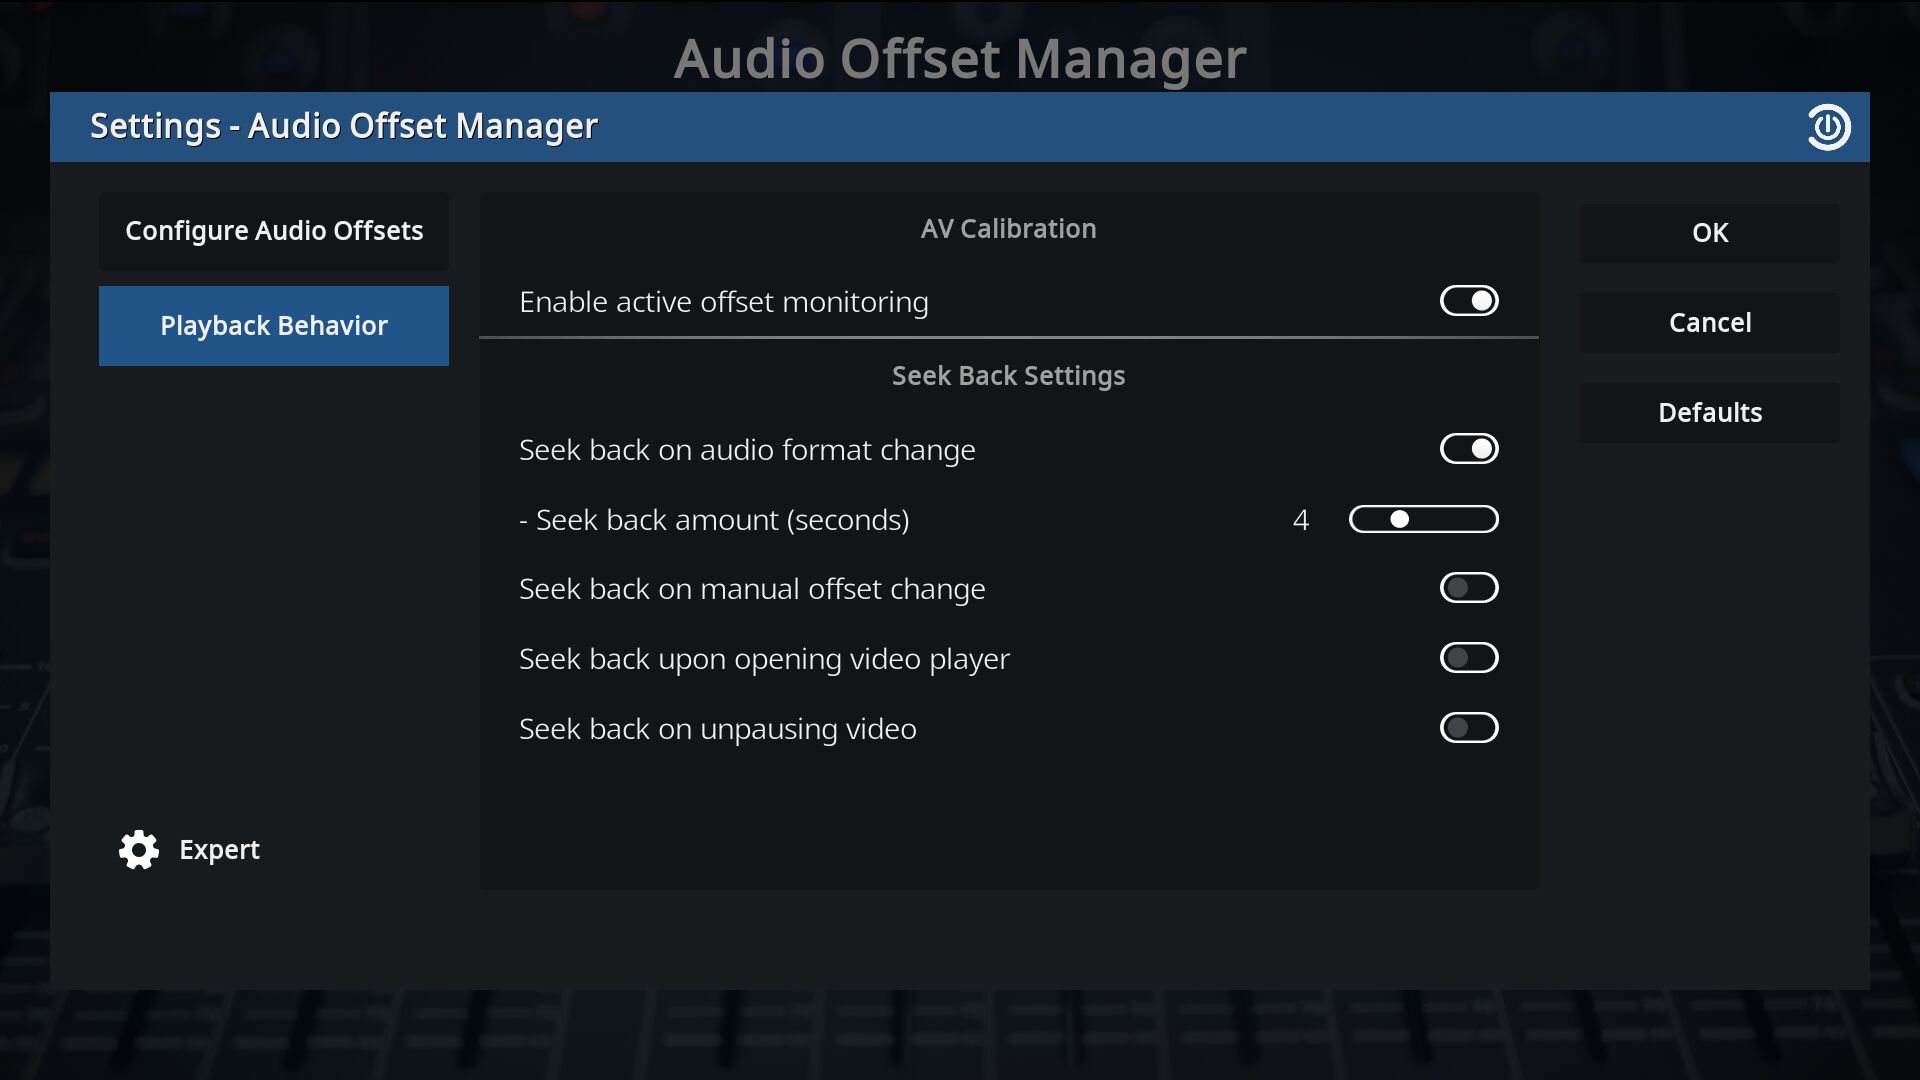 Audio Offset Manager
Settings - Audio Offset Manager
Configure Audio Offsets
Playback Behavior
Expert
AV Calibration
Enable active offset monitoring
Seek Back Settings
Seek back on audio format change
- Seek back amount (seconds) 4
Seek back on manual offset change
Seek back upon opening video player
Seek back on unpausing video
OK
Cancel
Defaults